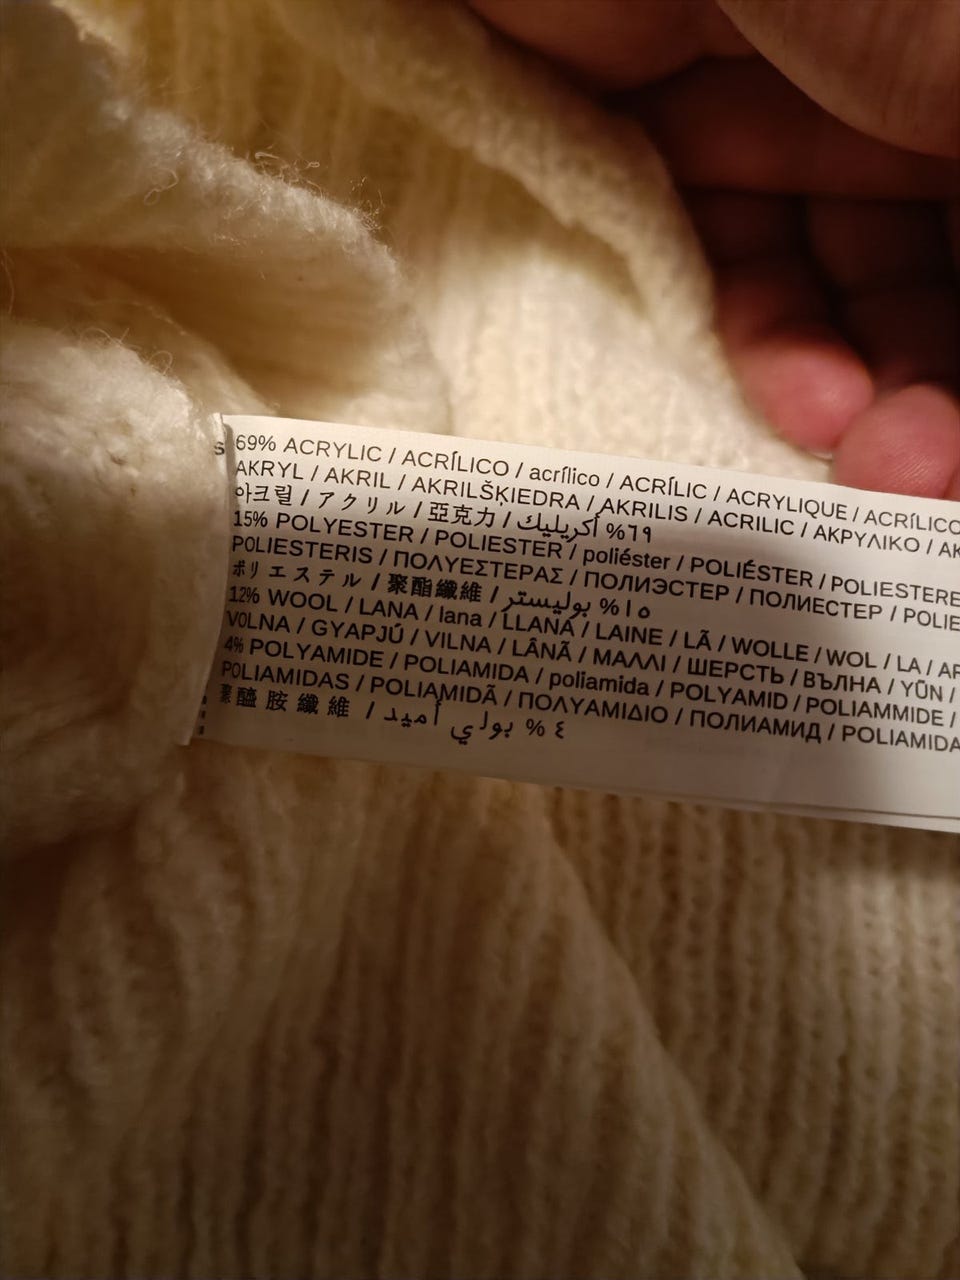 69% ACRYLIC / ACRÍLICO / acrílico / ACRÍLIC / ACRYLIQUE / ACRÍLICO
AKRYL / AKRIL / AKRILŠĶIEDRA / AKRILIS / ACRILIC / ΑΚΡΥΛΙΚΟ / AK
아크릴 / アクリル / 亞克力 / أكريليك %٦٩
15% POLYESTER / POLIESTER / poliéster / POLIÉSTER / POLIESTERE
POLIESTERIS / ΠΟΛΥΕΣΤΕΡΑΣ / ПОЛИЭСТЕР / ПОЛИЕСТЕР / POLIE
ポリエステル / 聚酯纖維 / بوليستر %١٥
12% WOOL / LANA / lana / LLANA / LAINE / LÃ / WOLLE / WOL / LA / AP
VOLNA / GYAPJÚ / VILNA / LÂNĂ / ΜΑΛΛΙ / ШЕРСТЬ / ВЪЛНА / YÜN /
4% POLYAMIDE / POLIAMIDA / poliamida / POLYAMID / POLIAMMIDE /
POLIAMIDAS / POLIAMIDĂ / ΠΟΛΥΑΜΙΔΙΟ / ПОЛИАМИД / POLIAMIDA
聚醯胺纖維 / بولي أميد %٤